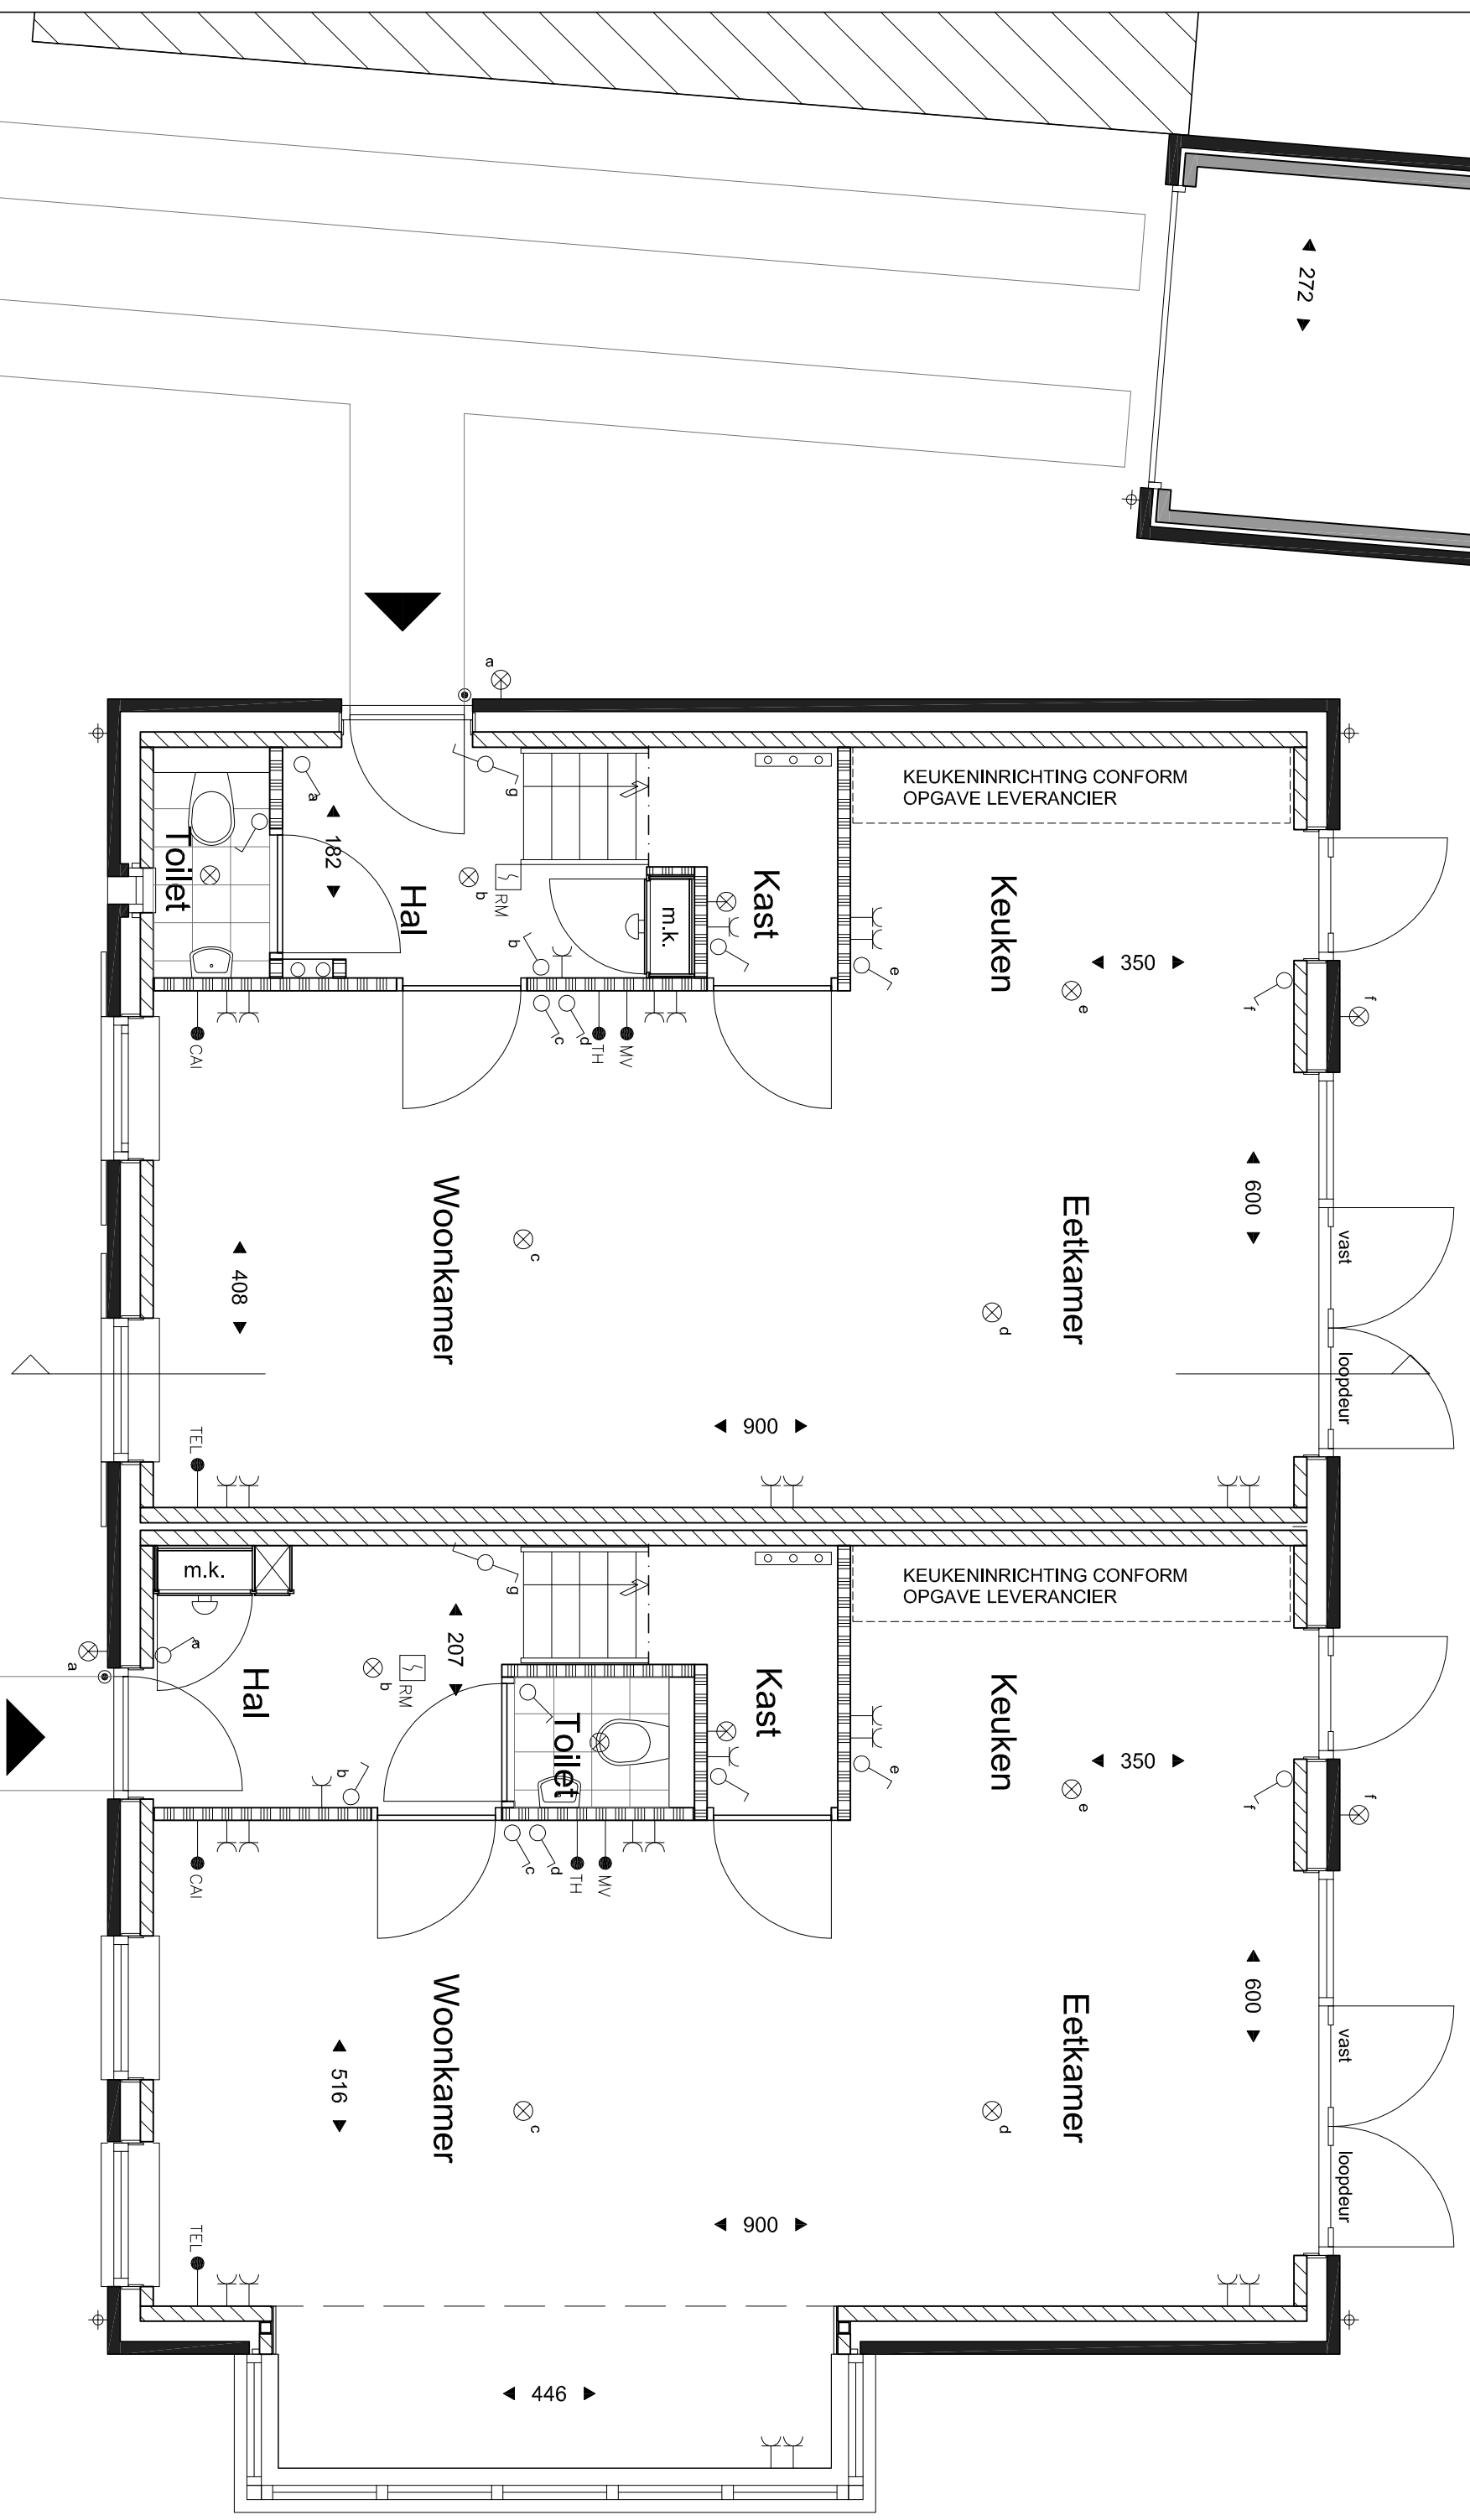 272
a
KEUKENINRICHTING CONFORM
OPGAVE LEVERANCIER
Toilet
a
182
Hal
b
RM
g
b
m.k.
Kast
Keuken
350
e
e
f
f
CAI
c
d
TH
MV
Woonkamer
408
c
900
d
Eetkamer
600
vast
loopdeur
TEL
KEUKENINRICHTING CONFORM
OPGAVE LEVERANCIER
m.k.
a
a
Hal
b
RM
207
g
b
Toilet
Kast
Keuken
350
e
e
f
f
CAI
c
d
TH
MV
Woonkamer
516
c
900
d
Eetkamer
600
vast
loopdeur
TEL
446